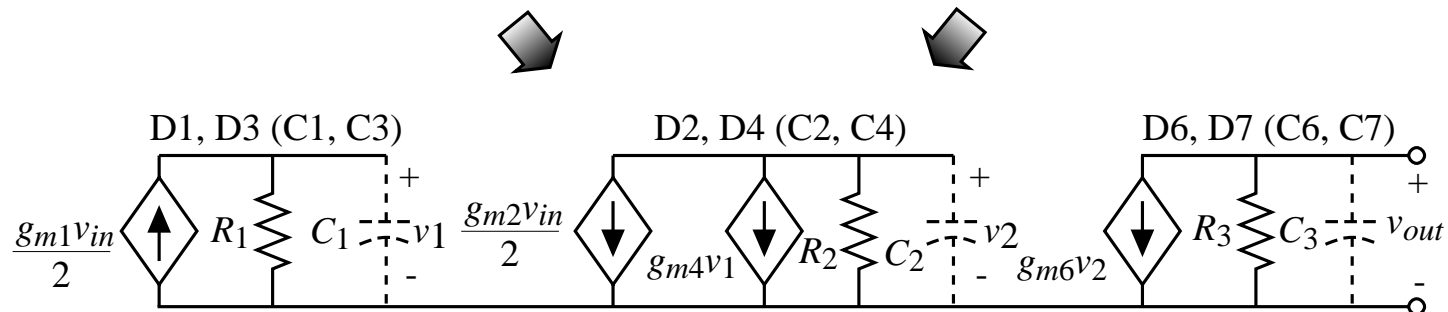 D1, D3 (C1, C3)
D2, D4 (C2, C4)
D6, D7 (C6, C7)
gm1vin
2
R1
C1
+
v1
-
gm2vin
2
gm4v1
R2
C2
+
v2
-
gm6v2
R3
C3
+
vout
-